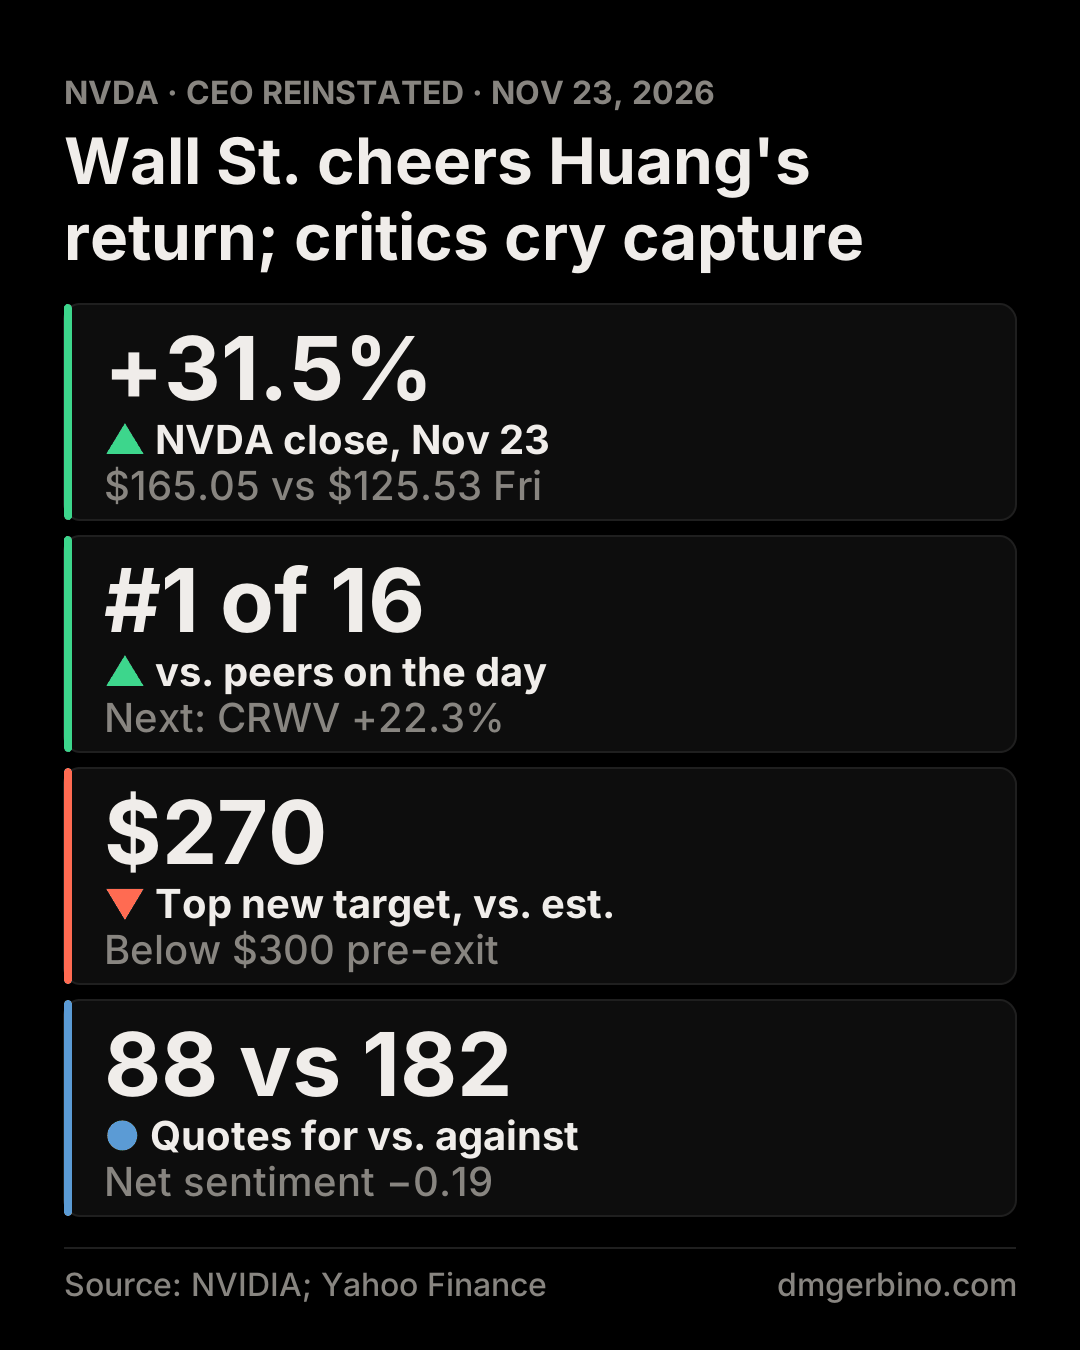 NVDA · CEO REINSTATED · NOV 23, 2026
Wall St. cheers Huang's
return; critics cry capture
+31.5%
▲ NVDA close, Nov 23
$165.05 vs $125.53 Fri
#1 of 16
▲ vs. peers on the day
Next: CRWV +22.3%
$270
▼ Top new target, vs. est.
Below $300 pre-exit
88 vs 182
● Quotes for vs. against
Net sentiment −0.19
Source: NVIDIA; Yahoo Finance
dmgerbino.com